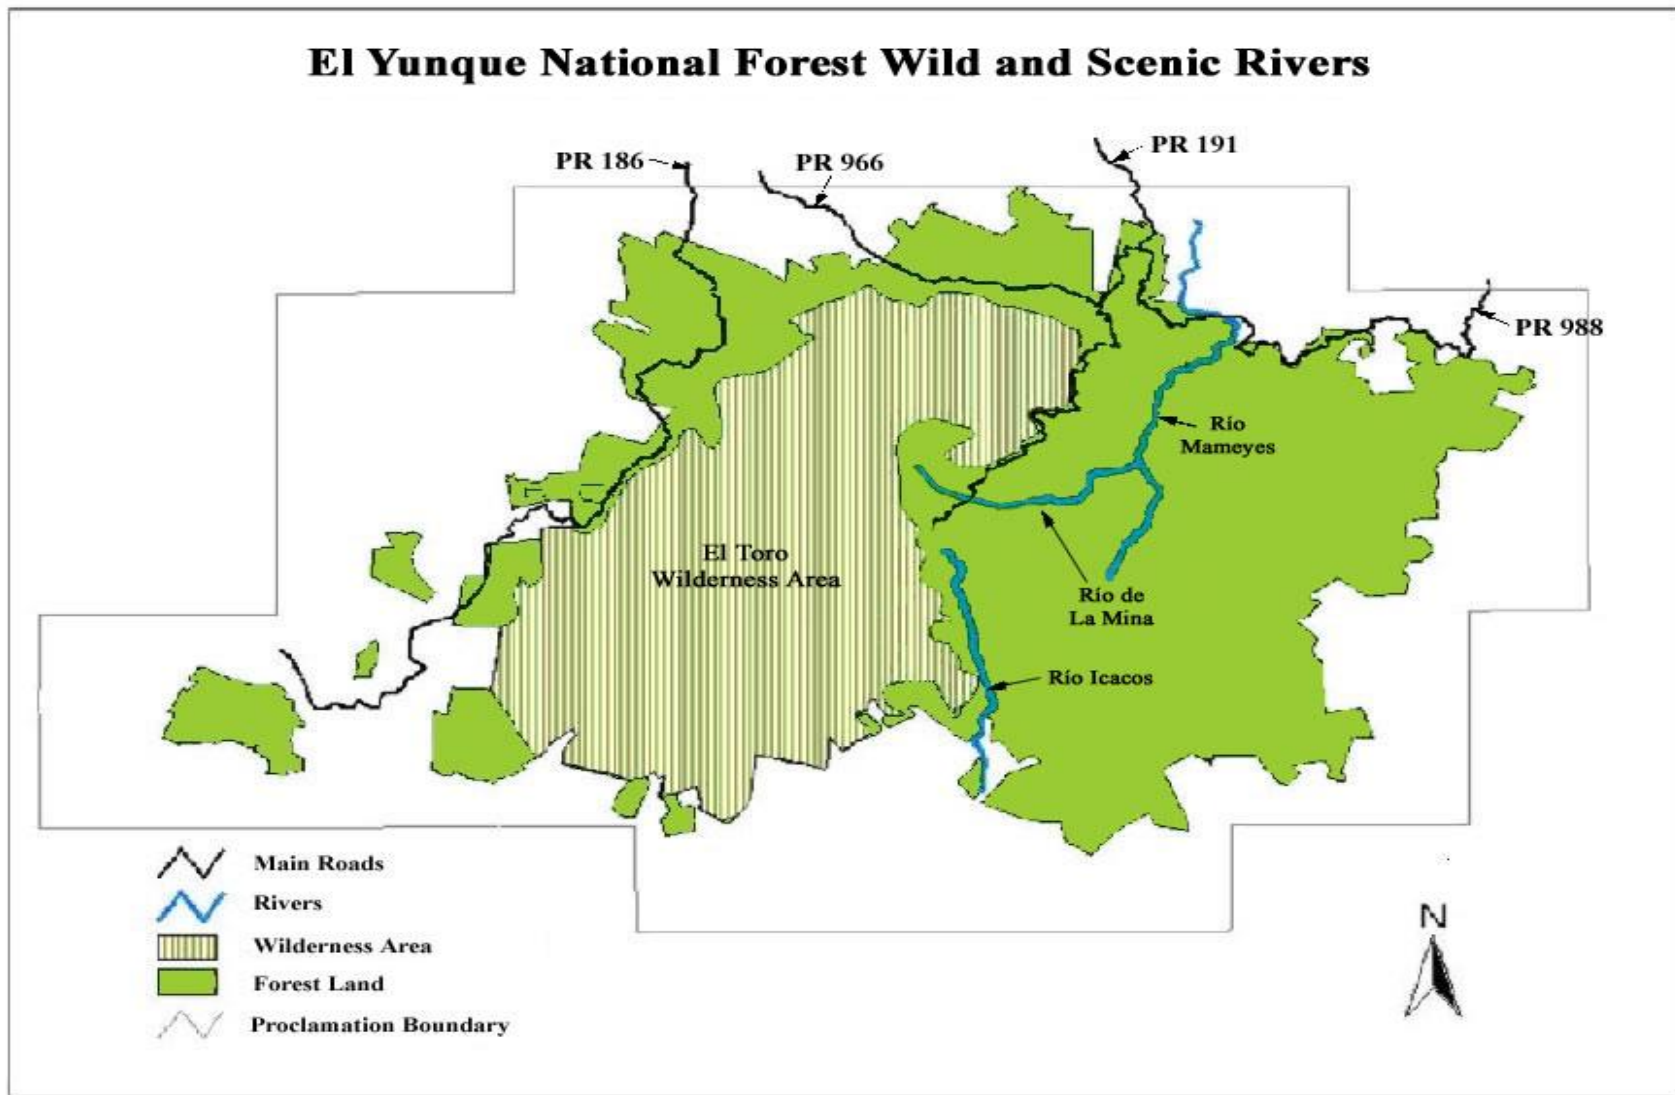 El Yunque National Forest Wild and Scenic Rivers
PR 186
PR 966
PR 191
PR 988
Río
Mameyes
El Toro
Wilderness Area
Río de
La Mina
Río Icacos
Main Roads
Rivers
Wilderness Area
Forest Land
Proclamation Boundary
N